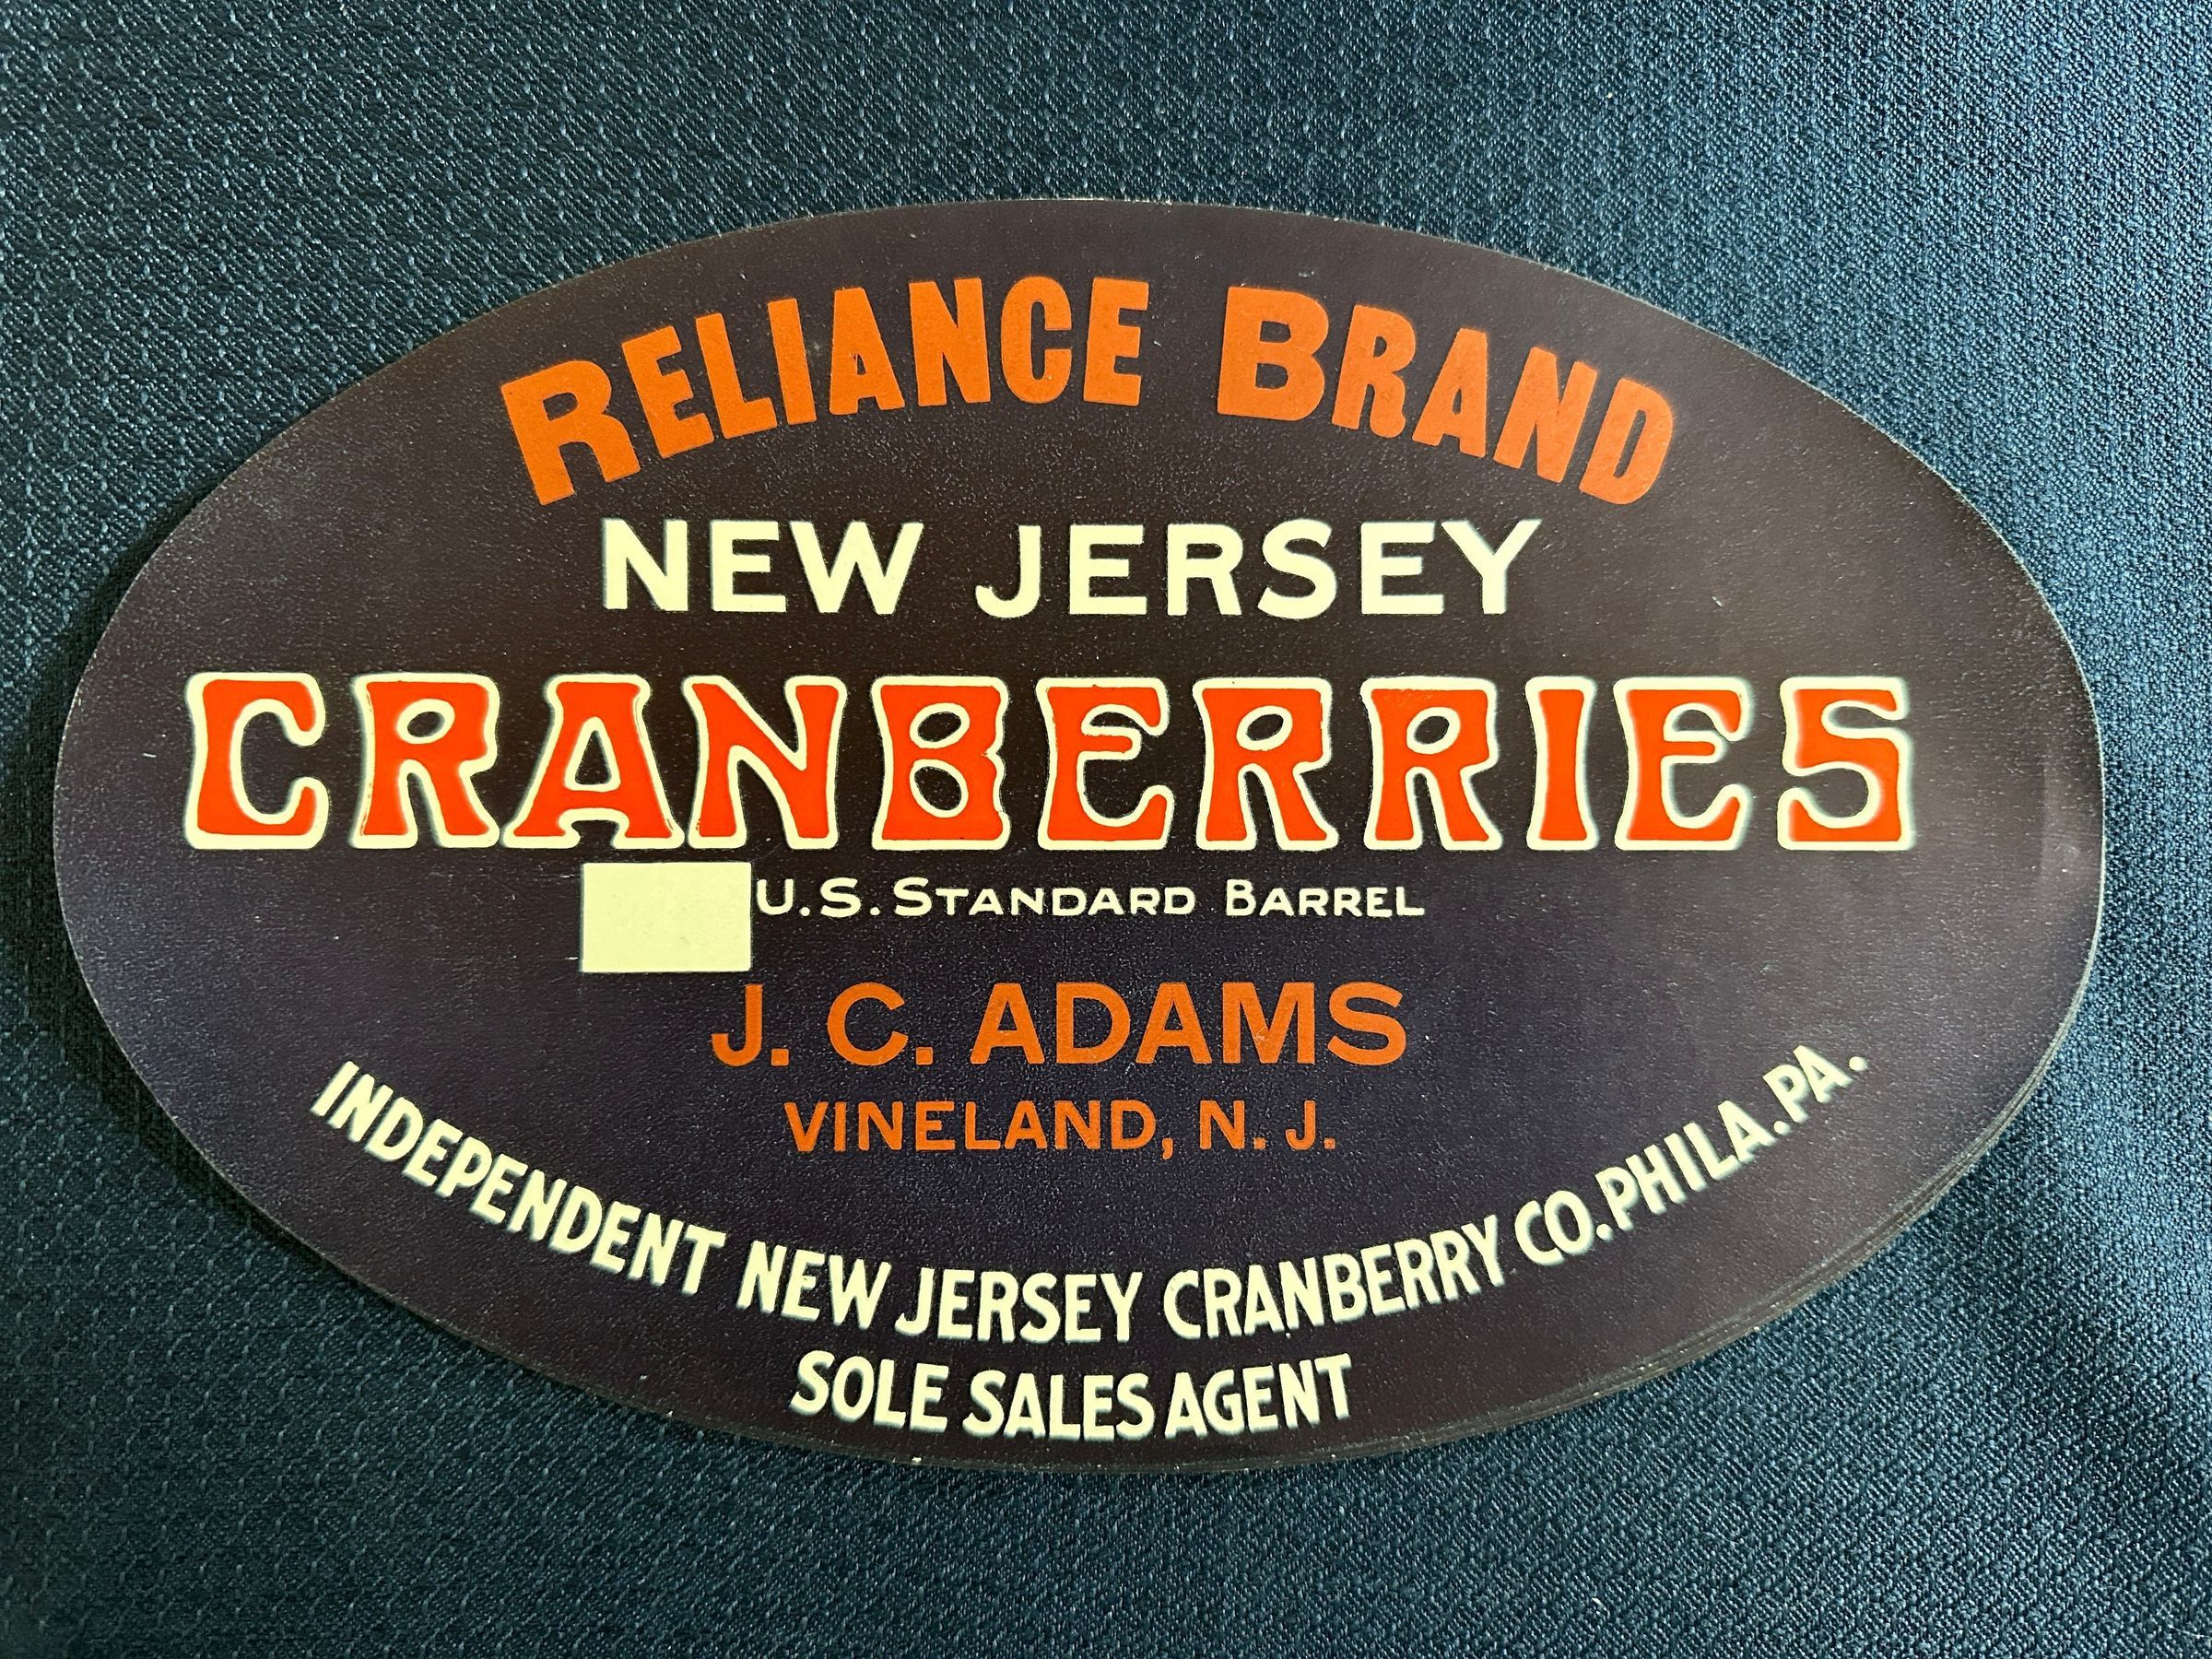 RELIANCE BRAND
NEW JERSEY
CRANBERRIES
U.S. STANDARD BARREL
J. C. ADAMS
VINELAND, N. J.
INDEPENDENT NEW JERSEY CRANBERRY CO. PHILA. PA.
SOLE SALES AGENT